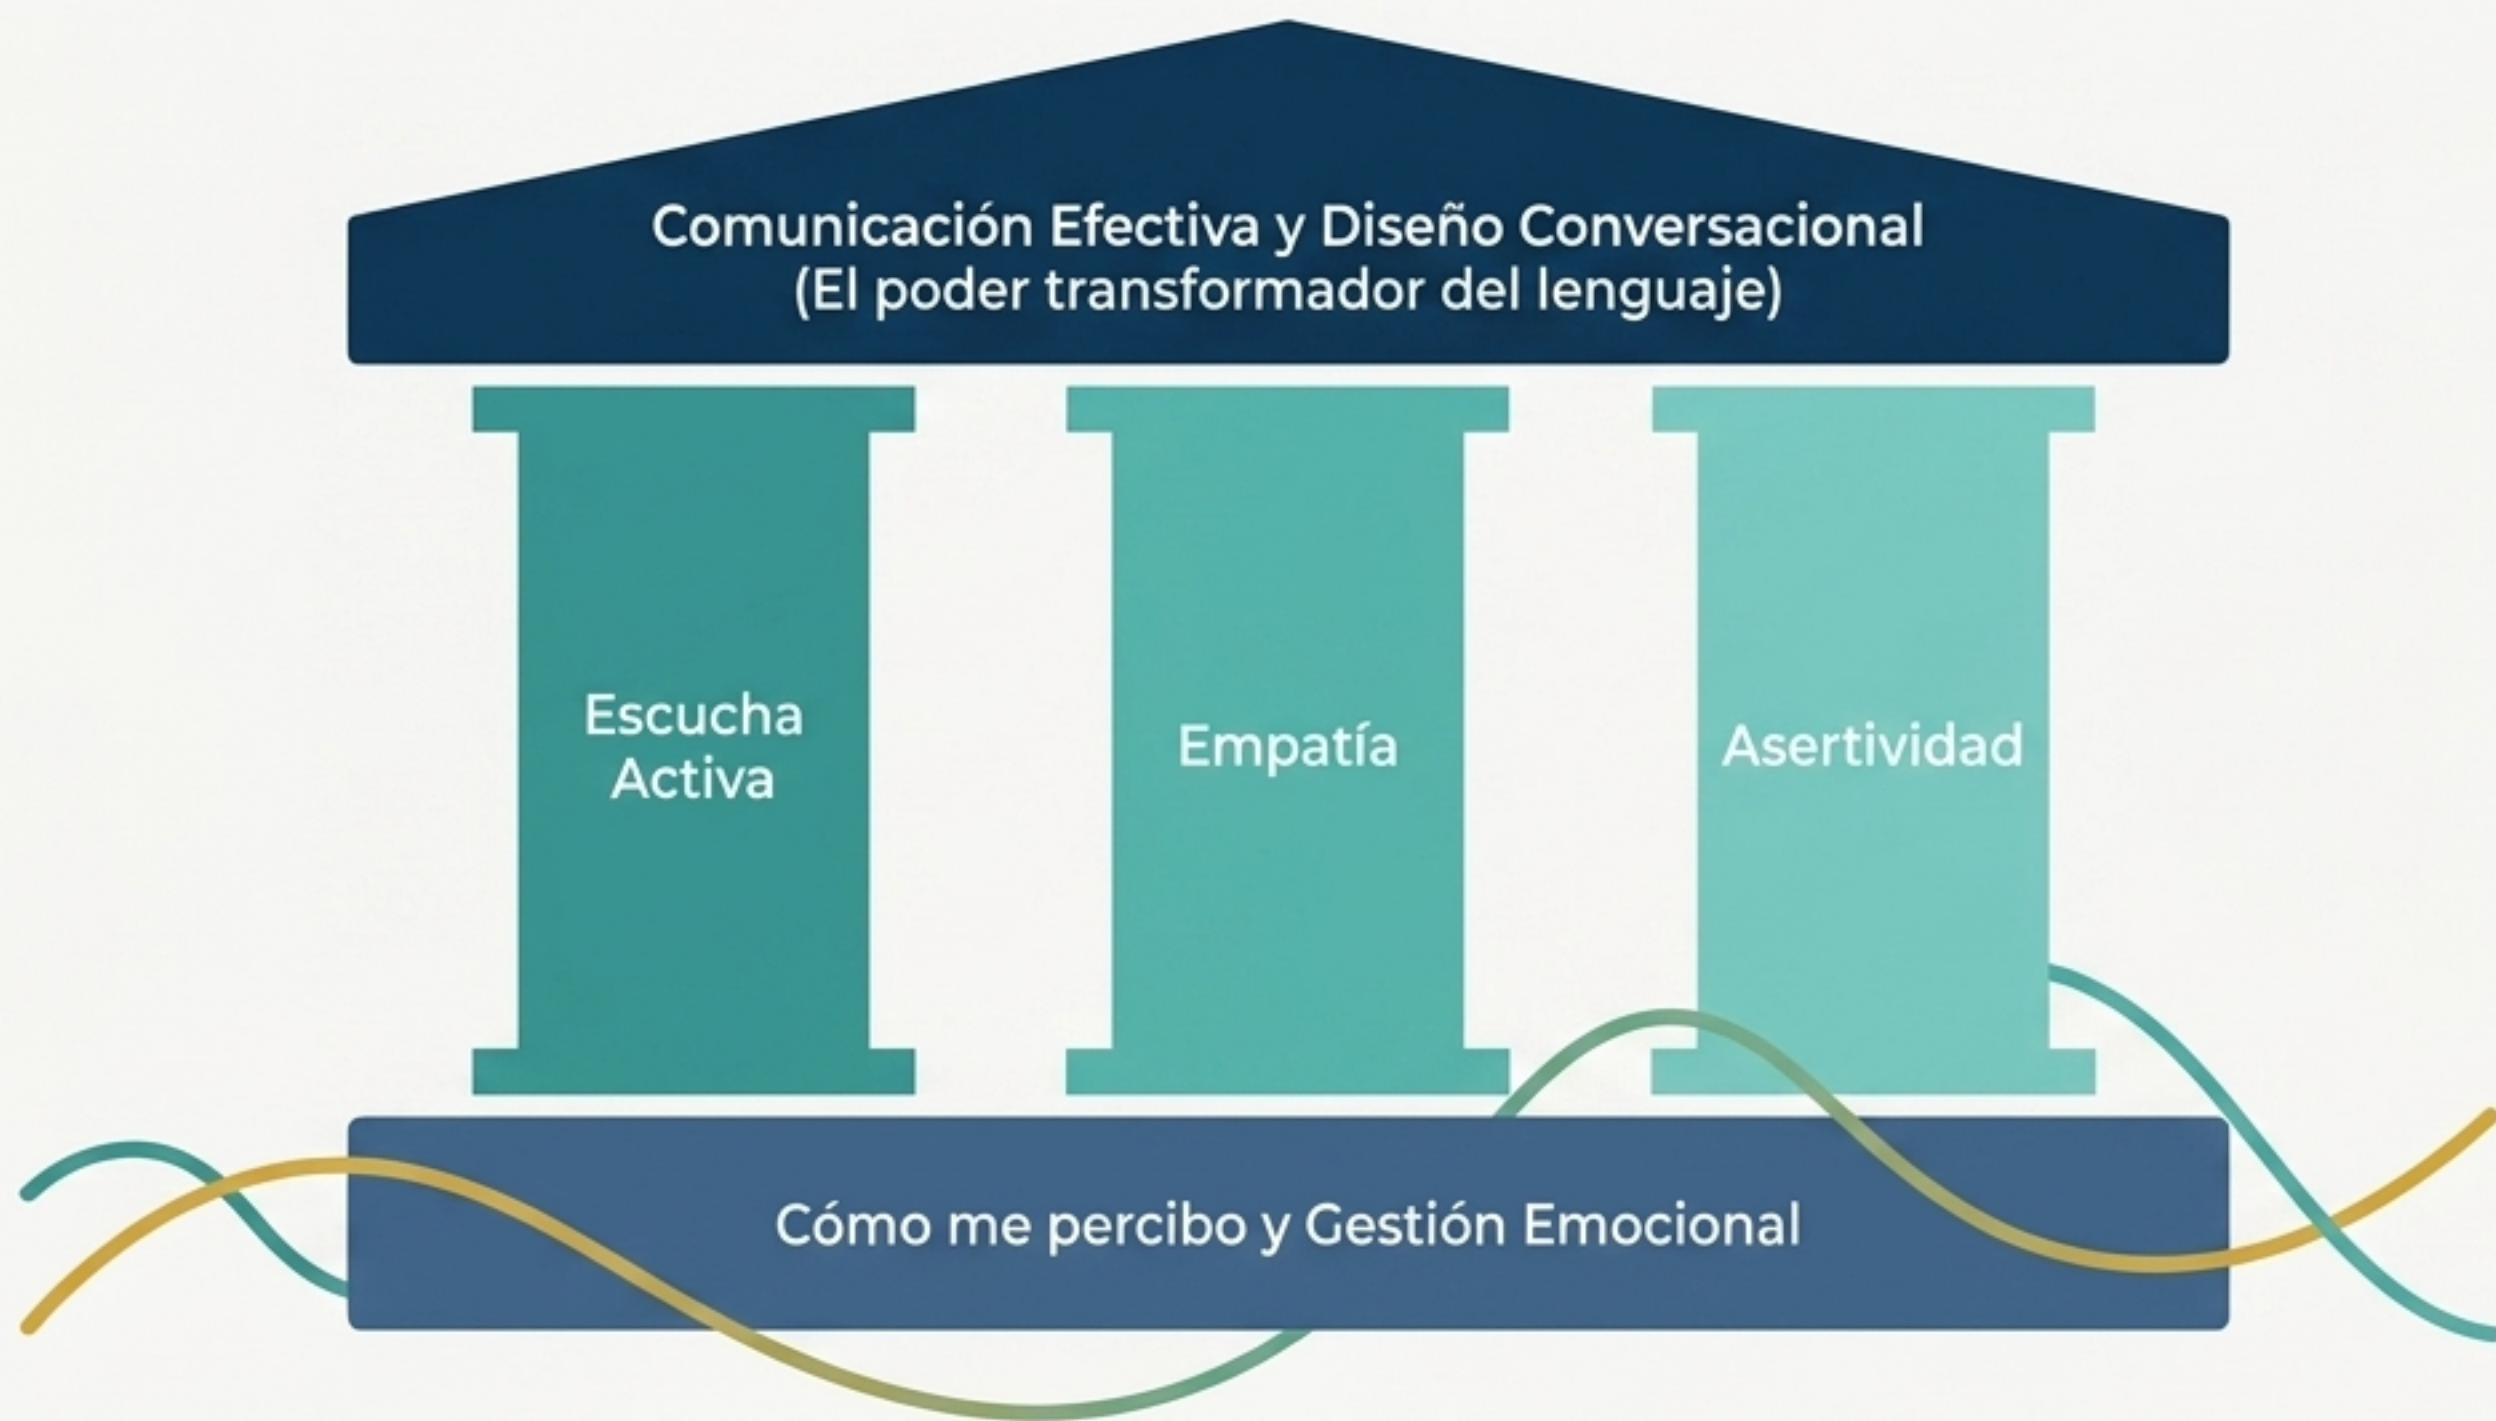 Comunicación Efectiva y Diseño Conversacional
(El poder transformador del lenguaje)
Escucha
Activa
Empatía
Asertividad
Cómo me percibo y Gestión Emocional